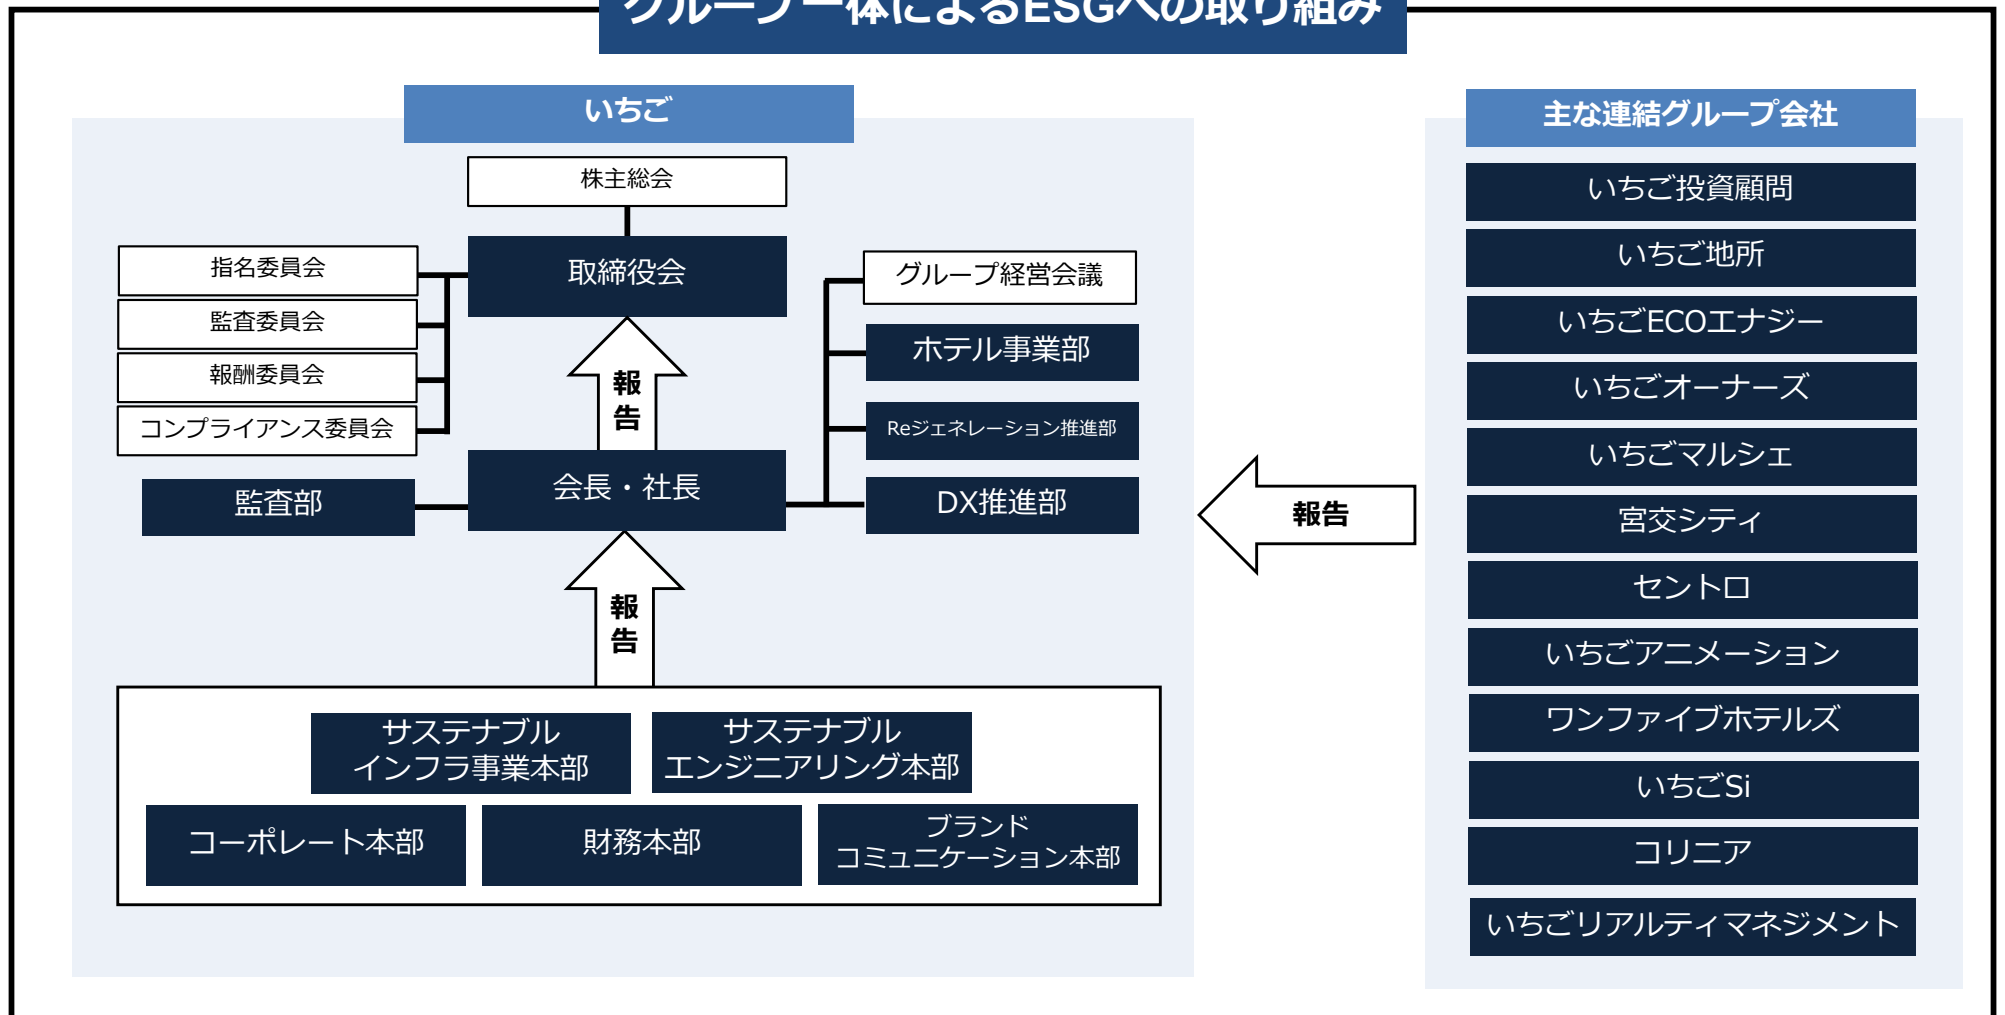 グループ一体によるESGへの取り組み
いちご
株主総会
取締役会
指名委員会
監査委員会
報酬委員会
コンプライアンス委員会
グループ経営会議
ホテル事業部
Reジェネレーション推進部
DX推進部
報
告
会長・社長
監査部
報
告
サステナブル
インフラ事業本部
サステナブル
エンジニアリング本部
コーポレート本部
財務本部
ブランド
コミュニケーション本部
報告
主な連結グループ会社
いちご投資顧問
いちご地所
いちごECOエナジー
いちごオーナーズ
いちごマルシェ
宮交シティ
セントロ
いちごアニメーション
ワンファイブホテルズ
いちごSi
コリニア
いちごリアルティマネジメント